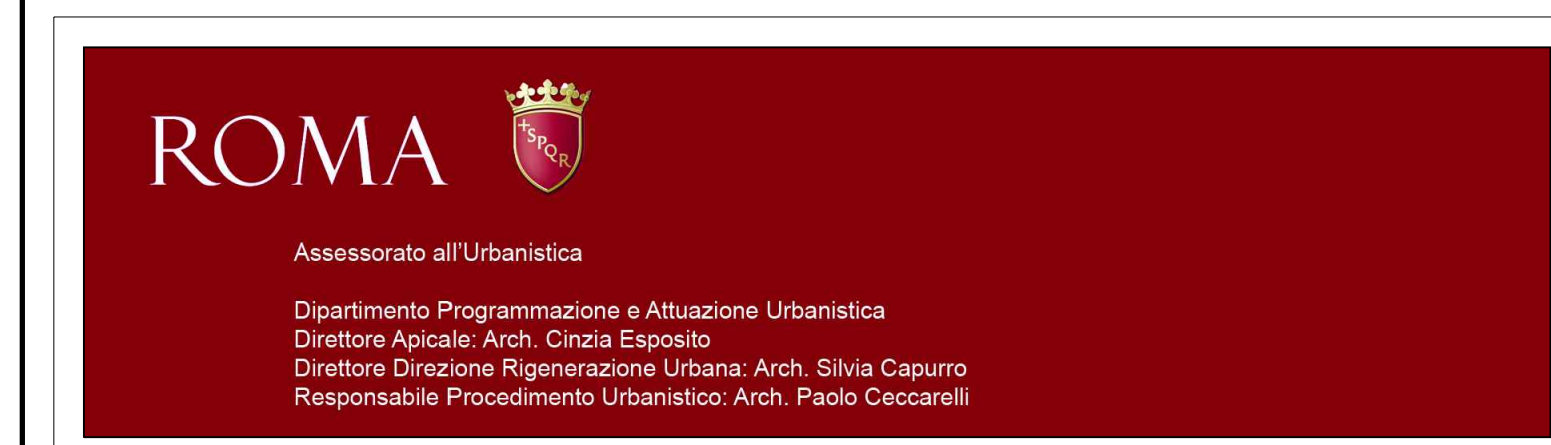 ROMA
+SPQR
Assessorato all'Urbanistica
Dipartimento Programmazione e Attuazione Urbanistica
Direttore Apicale: Arch. Cinzia Esposito
Direttore Direzione Rigenerazione Urbana: Arch. Silvia Capurro
Responsabile Procedimento Urbanistico: Arch. Paolo Ceccarelli